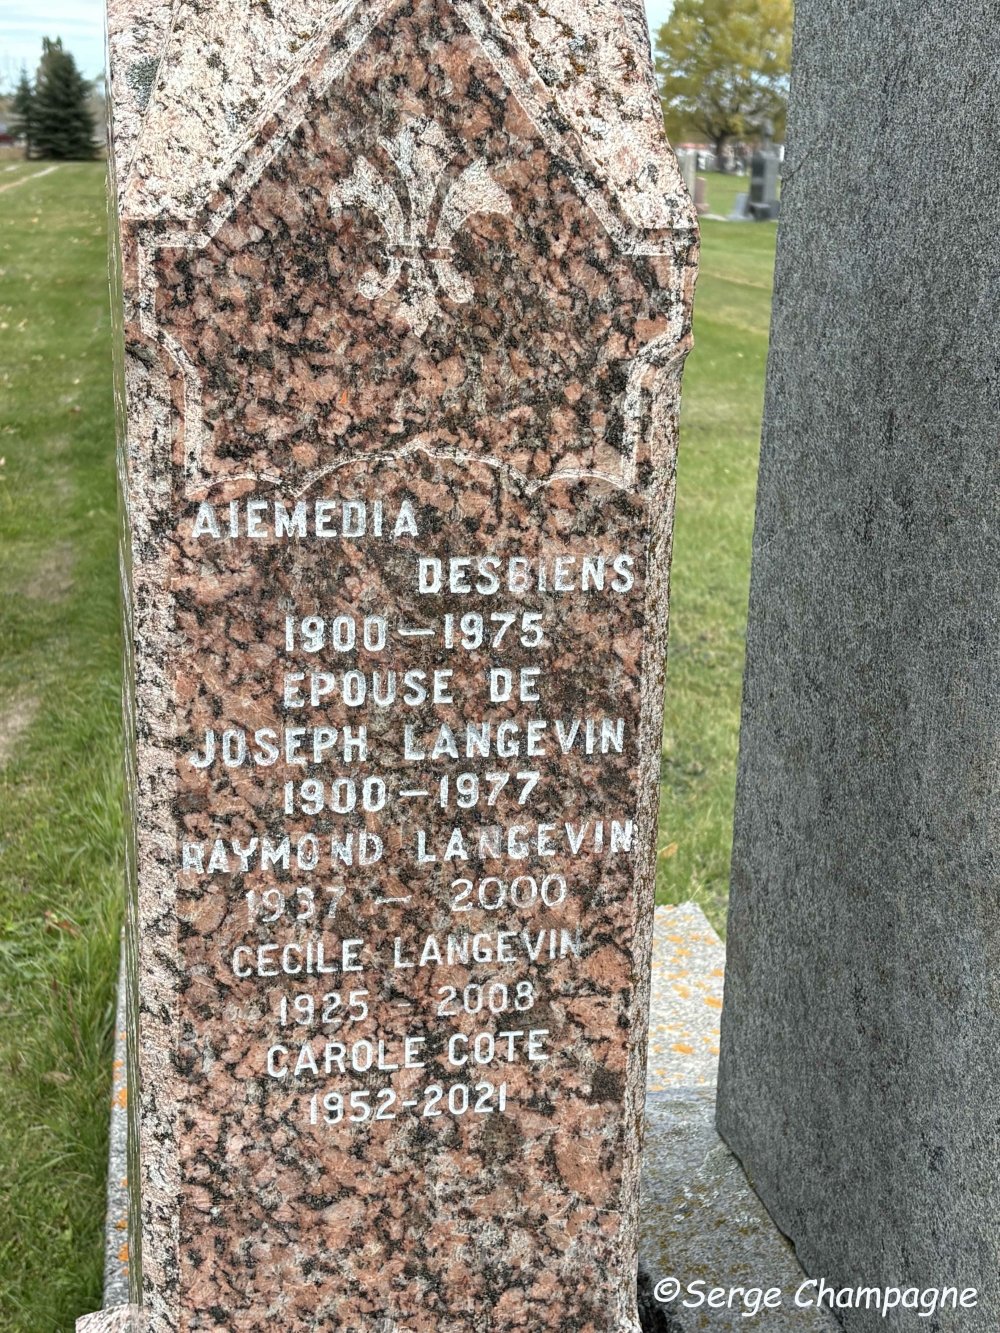 AIEMEDIA
DESBIENS
1900-1975
EPOUSE DE
JOSEPH LANGEVIN
1900-1977
RAYMOND LANGEVIN
1937 - 2000
CECILE LANGEVIN
1925 - 2008
CAROLE COTE
1952-2021
©Serge Champagne